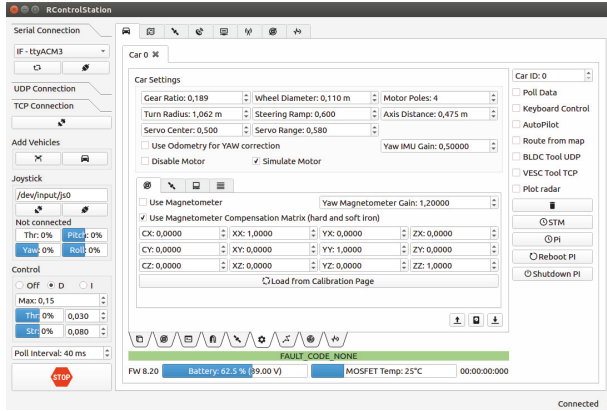 RControlStation
Serial Connection
IF - ttyACM3
UDP Connection
TCP Connection
Add Vehicles
Joystick
/dev/input/js0
Not connected
Thr: 0% Pitch: 0%
Yaw: 0% Roll: 0%
Control
Off D I
Max: 0,15
Thr: 0% 0,030
Str: 0% 0,080
Poll Interval: 40 ms
STOP
Car 0
Car Settings
Gear Ratio: 0,189 Wheel Diameter: 0,110 m Motor Poles: 4
Turn Radius: 1,062 m Steering Ramp: 0,600 Axis Distance: 0,475 m
Servo Center: 0,500 Servo Range: 0,580
Use Odometry for YAW correction Yaw IMU Gain: 0,50000
Disable Motor Simulate Motor
Use Magnetometer Yaw Magnetometer Gain: 1,20000
Use Magnetometer Compensation Matrix (hard and soft iron)
CX: 0,0000 XX: 1,0000 YX: 0,0000 ZX: 0,0000
CY: 0,0000 XY: 0,0000 YY: 1,0000 ZY: 0,0000
CZ: 0,0000 XZ: 0,0000 YZ: 0,0000 ZZ: 1,0000
Load from Calibration Page
FAULT_CODE_NONE
FW 8.20 Battery: 62.5 % (39.00 V) MOSFET Temp: 25°C 00:00:00:000
Car ID: 0
Poll Data
Keyboard Control
AutoPilot
Route from map
BLDC Tool UDP
VESC Tool TCP
Plot radar
STM
Pi
Reboot PI
Shutdown PI
Connected